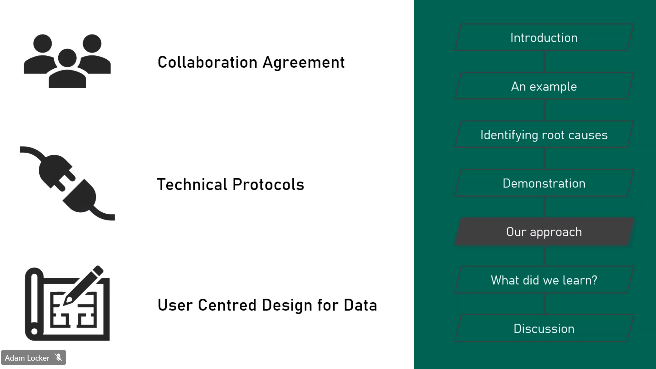 Collaboration Agreement
Technical Protocols
User Centred Design for Data
Introduction
An example
Identifying root causes
Demonstration
Our approach
What did we learn?
Discussion
Adam Locker